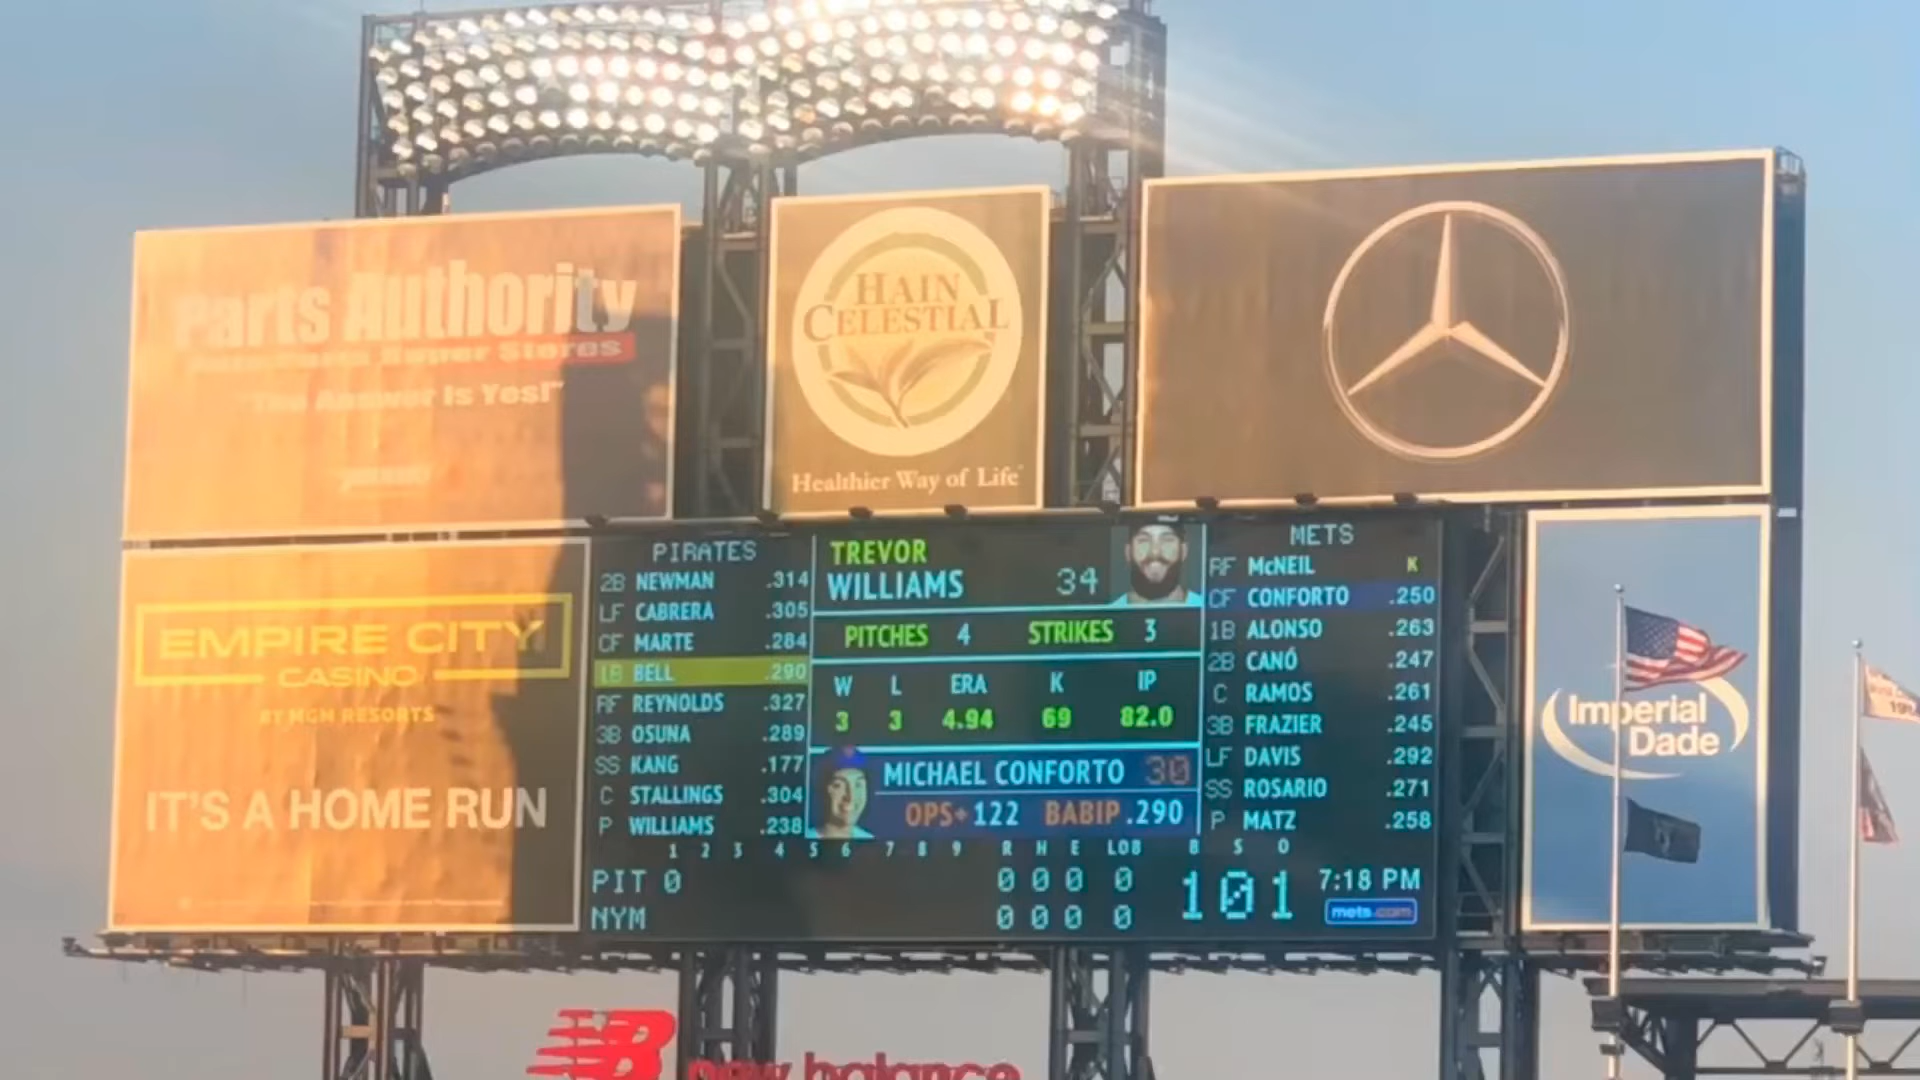 Parts Authority
Auto Parts Super Stores
"The Answer Is Yes!"
HAIN
CELESTIAL
Healthier Way of Life
EMPIRE CITY
CASINO
BY MGM RESORTS
IT'S A HOME RUN
PIRATES
2B NEWMAN .314
LF CABRERA .305
CF MARTE .284
1B BELL .290
RF REYNOLDS .327
3B OSUNA .289
SS KANG .177
C STALLINGS .304
P WILLIAMS .238
TREVOR
WILLIAMS 34
PITCHES 4 STRIKES 3
W L ERA K IP
3 3 4.94 69 82.0
MICHAEL CONFORTO 30
OPS+ 122 BABIP .290
METS
RF McNEIL K
CF CONFORTO .250
1B ALONSO .263
2B CANÓ .247
C RAMOS .261
3B FRAZIER .245
LF DAVIS .292
SS ROSARIO .271
P MATZ .258
1 2 3 4 5 6 7 8 9 R H E LOB B S O
PIT 0 0 0 0 0 1 0 1 7:18 PM
NYM 0 0 0 0 mets.com
Imperial
Dade
new balance